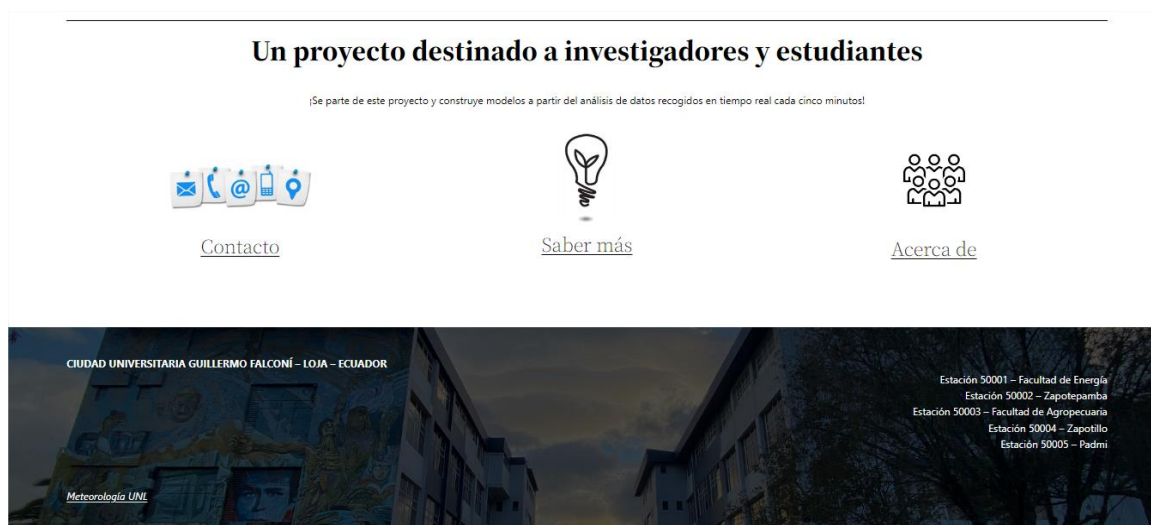 Un proyecto destinado a investigadores y estudiantes
¡Se parte de este proyecto y construye modelos a partir del análisis de datos recogidos en tiempo real cada cinco minutos!
@
Contacto
Saber más
Acerca de
CIUDAD UNIVERSITARIA GUILLERMO FALCONÍ – LOJA – ECUADOR
Estación 50001 – Facultad de Energía
Estación 50002 – Zapotepamba
Estación 50003 – Facultad de Agropecuaria
Estación 50004 – Zapotillo
Estación 50005 – Padmi
Meteorología UNL